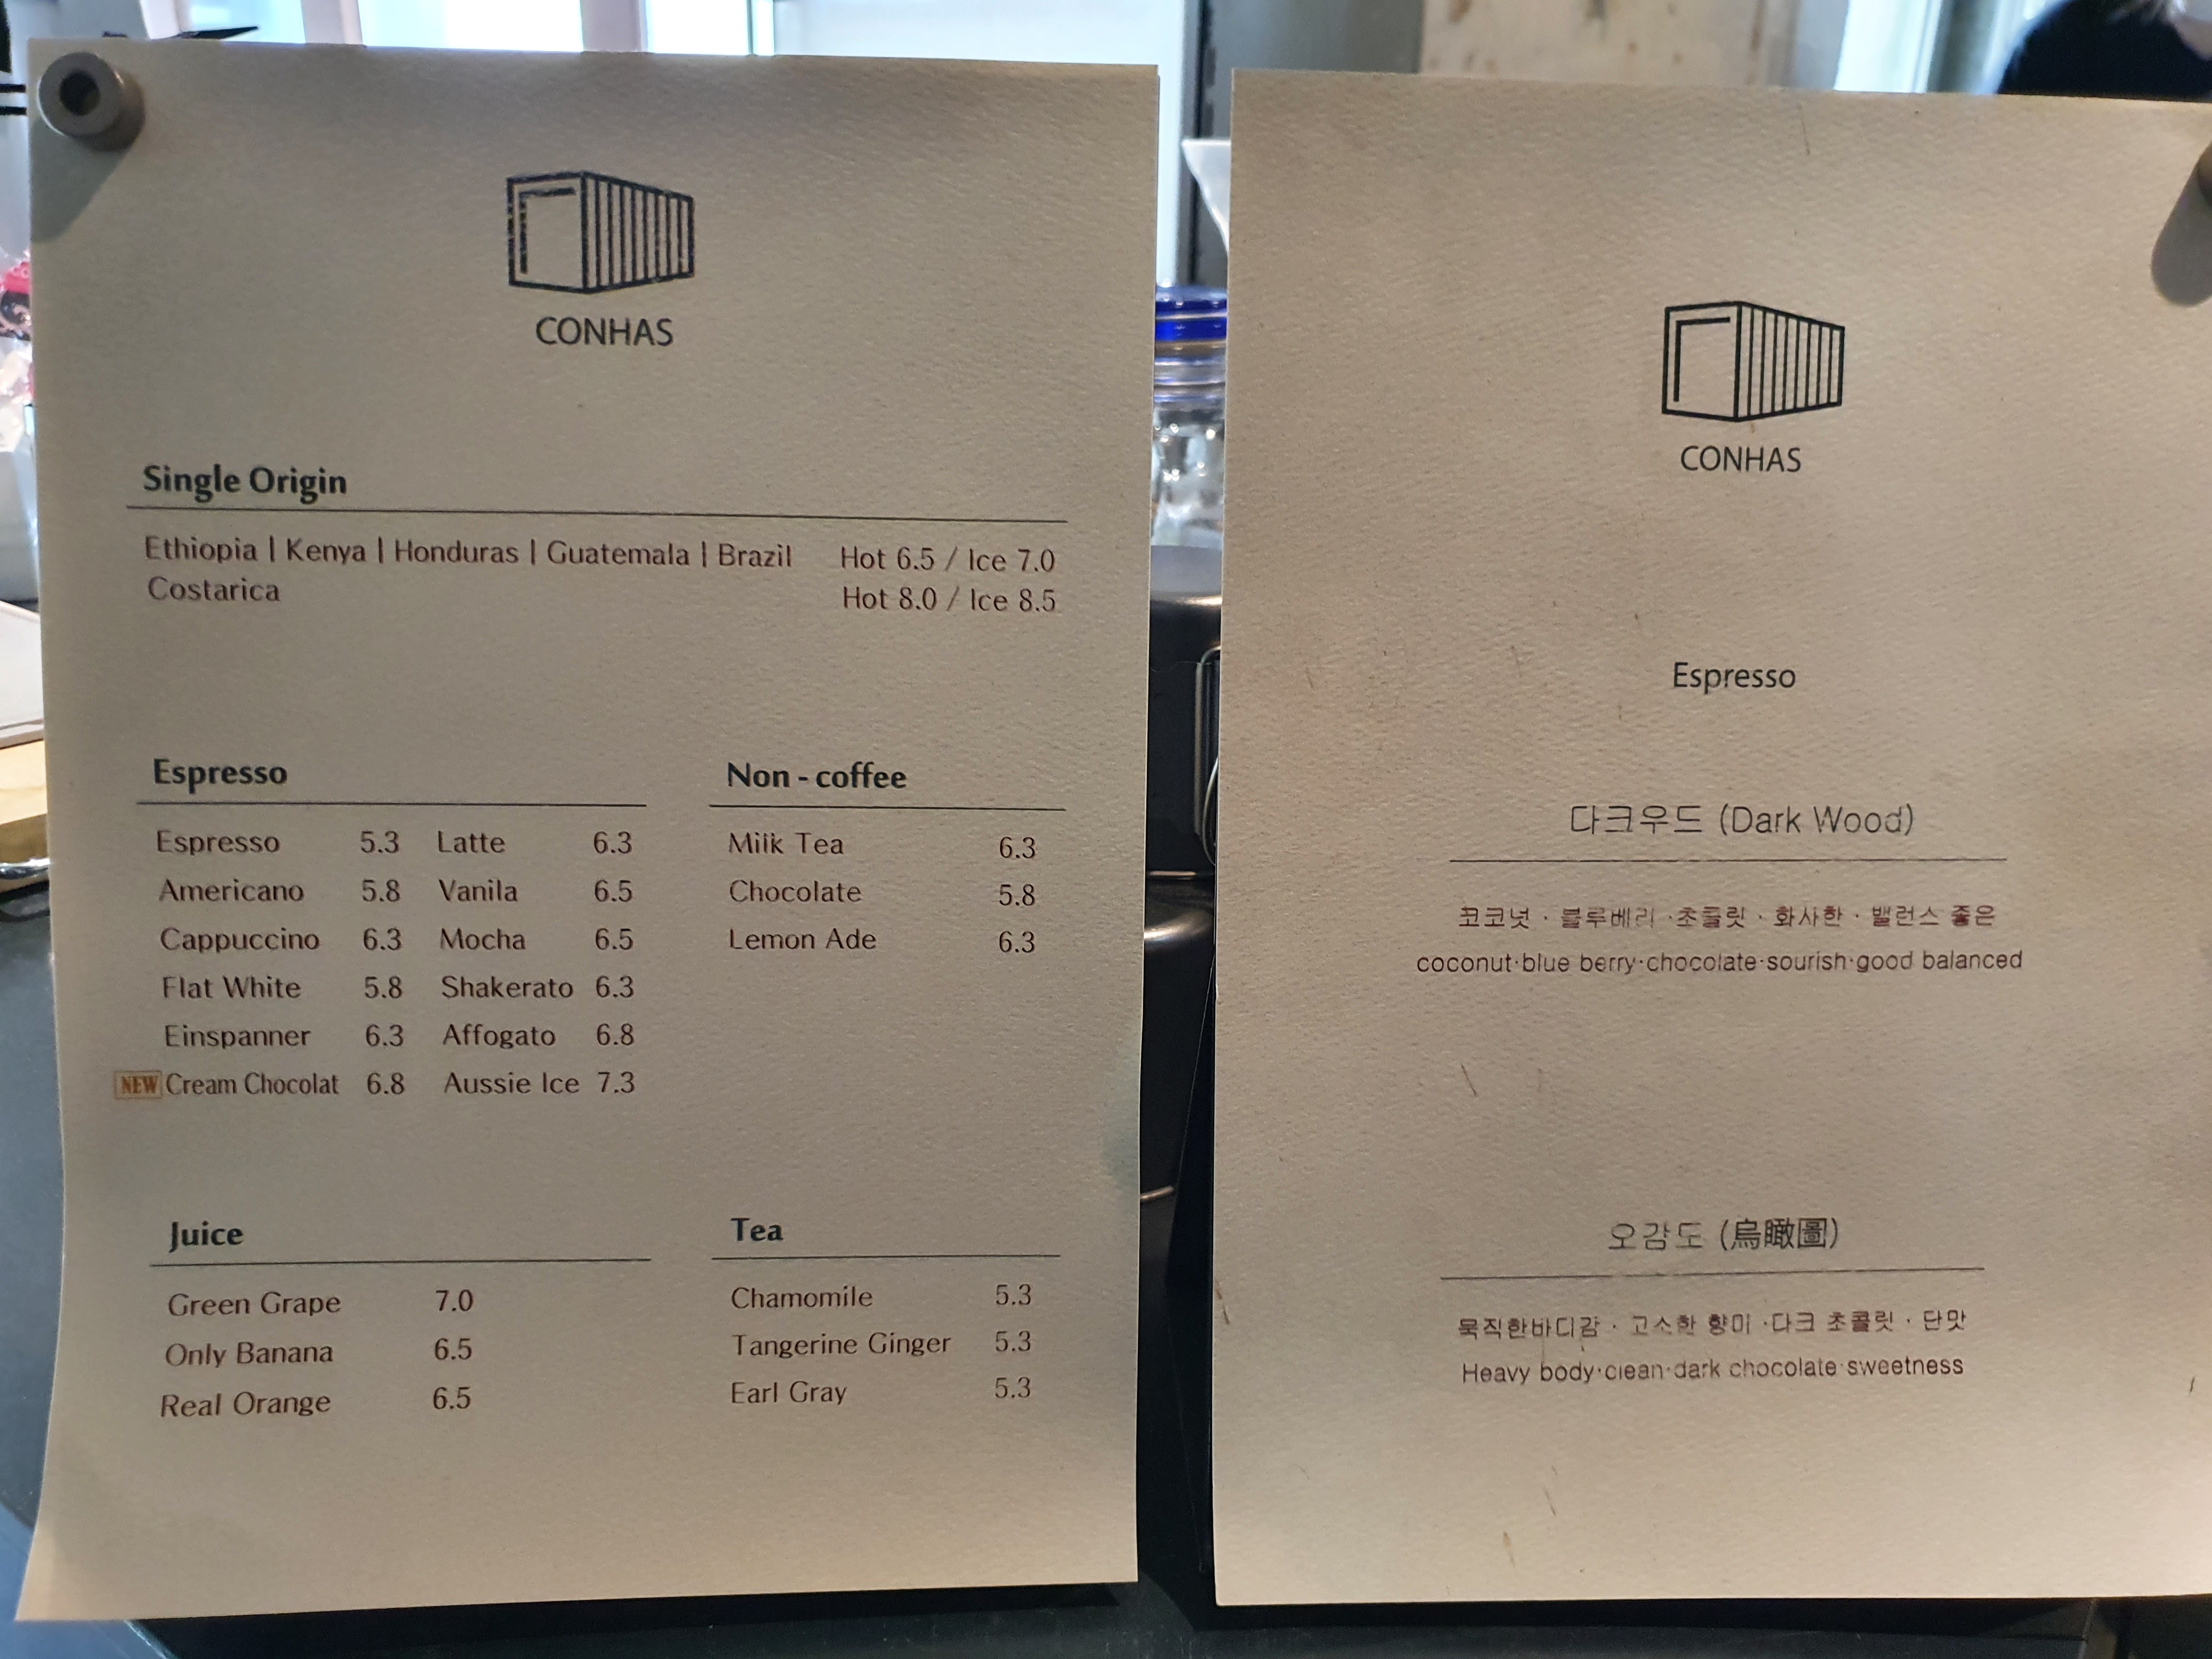 CONHAS
Single Origin
Ethiopia | Kenya | Honduras | Guatemala | Brazil Hot 6.5 / Ice 7.0
Costarica Hot 8.0 / Ice 8.5
Espresso
Espresso 5.3 Latte 6.3
Americano 5.8 Vanila 6.5
Cappuccino 6.3 Mocha 6.5
Flat White 5.8 Shakerato 6.3
Einspanner 6.3 Affogato 6.8
NEW Cream Chocolat 6.8 Aussie Ice 7.3
Non - coffee
Milk Tea 6.3
Chocolate 5.8
Lemon Ade 6.3
Juice
Green Grape 7.0
Only Banana 6.5
Real Orange 6.5
Tea
Chamomile 5.3
Tangerine Ginger 5.3
Earl Gray 5.3
CONHAS
Espresso
다크우드 (Dark Wood)
코코넛 · 블루베리 ·초콜릿 · 화사한 · 밸런스 좋은
coconut·blue berry·chocolate·sourish·good balanced
오감도 (烏瞰圖)
묵직한바디감 · 고소한 향미 ·다크 초콜릿 · 단맛
Heavy body·clean·dark chocolate·sweetness